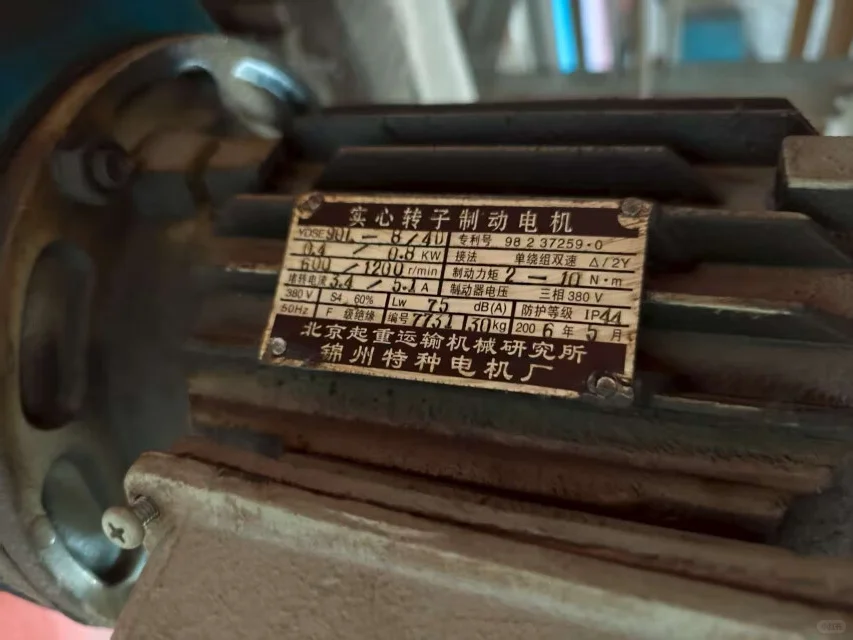 实心转子制动电机
YDSE 90L-8/4D 专利号 98 2 37259·0
0.4 / 0.8 KW 接法 单绕组双速 △/2Y
600 / 1200 r/min 制动力矩 2-10 N·m
堵转电流 3.4 / 5.1 A 制动器电压 三相 380 V
380 V S4 60% Lw 75 dB(A) 防护等级 IP44
50Hz F 级绝缘 编号 7731 30kg 2006年5月
北京起重运输机械研究所
锦州特种电机厂